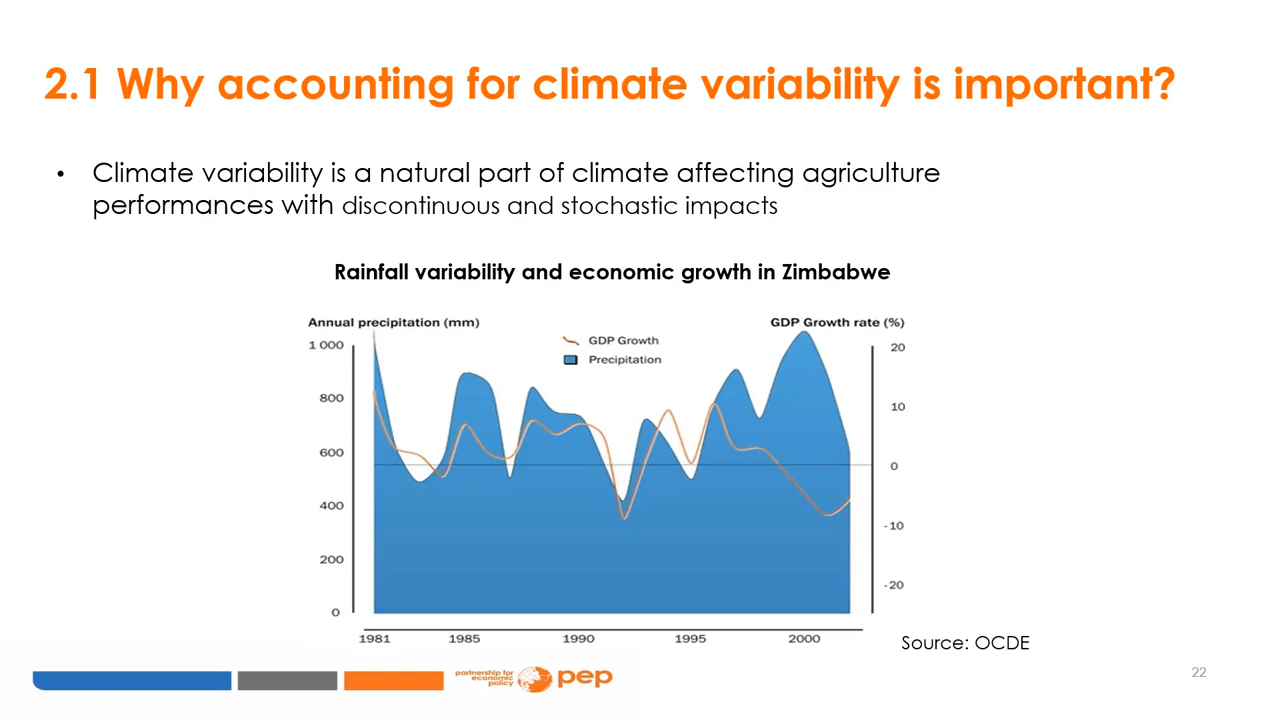 2.1 Why accounting for climate variability is important?
• Climate variability is a natural part of climate affecting agriculture
performances with discontinuous and stochastic impacts
Rainfall variability and economic growth in Zimbabwe
Annual precipitation (mm)
GDP Growth rate (%)
GDP Growth
Precipitation
1 000
800
600
400
200
0
20
10
0
-10
-20
1981
1985
1990
1995
2000
Source: OCDE
partnership for
economic
policy
pep
22